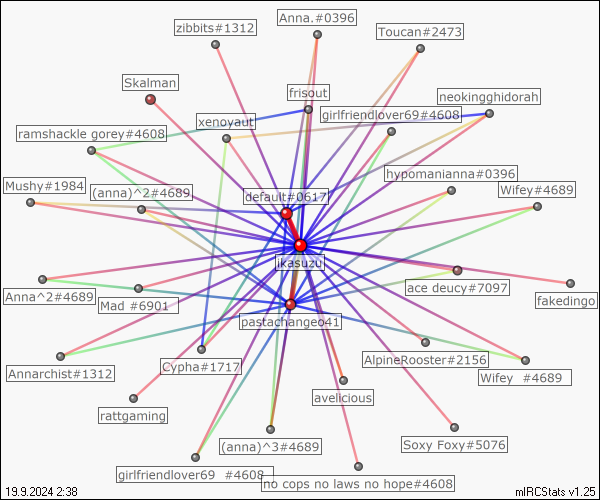 Anna.#0396
zibbits#1312
Toucan#2473
Skalman
frisout
neokingghidorah
xenoyaut
girlfriendlover69#4608
ramshackle gorey#4608
hypomanianna#0396
Mushy#1984
(anna)^2#4689
default#0617
Wifey#4689
ikasuzu
Anna^2#4689
Mad #6901
ace deucy#7097
fakedingo
pastachangeo41
Annarchist#1312
Cypha#1717
AlpineRooster#2156
Wifey #4689
avelicious
rattgaming
(anna)^3#4689
Soxy Foxy#5076
girlfriendlover69 #4608
no cops no laws no hope#4608
19.9.2024 2:38
mIRCStats v1.25